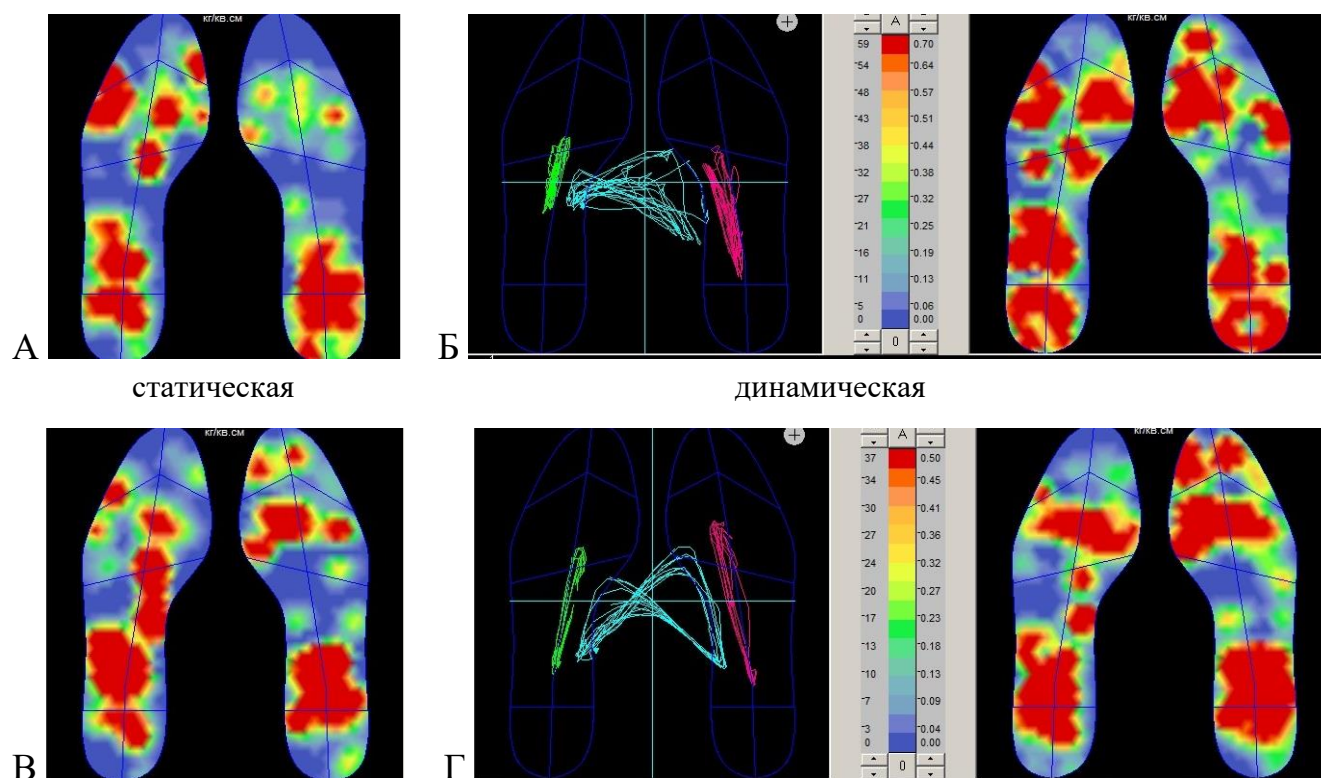 КГ/КВ.СМ
A
КГ/КВ.СМ
59 0.70
54 0.64
48 0.57
43 0.51
38 0.44
32 0.38
27 0.32
21 0.25
16 0.19
11 0.13
5 0.06
0 0.00
0
А
Б
статическая
динамическая
КГ/КВ.СМ
A
КГ/КВ.СМ
37 0.50
34 0.45
30 0.41
27 0.36
24 0.32
20 0.27
17 0.23
13 0.18
10 0.13
7 0.09
3 0.04
0 0.00
0
В
Г